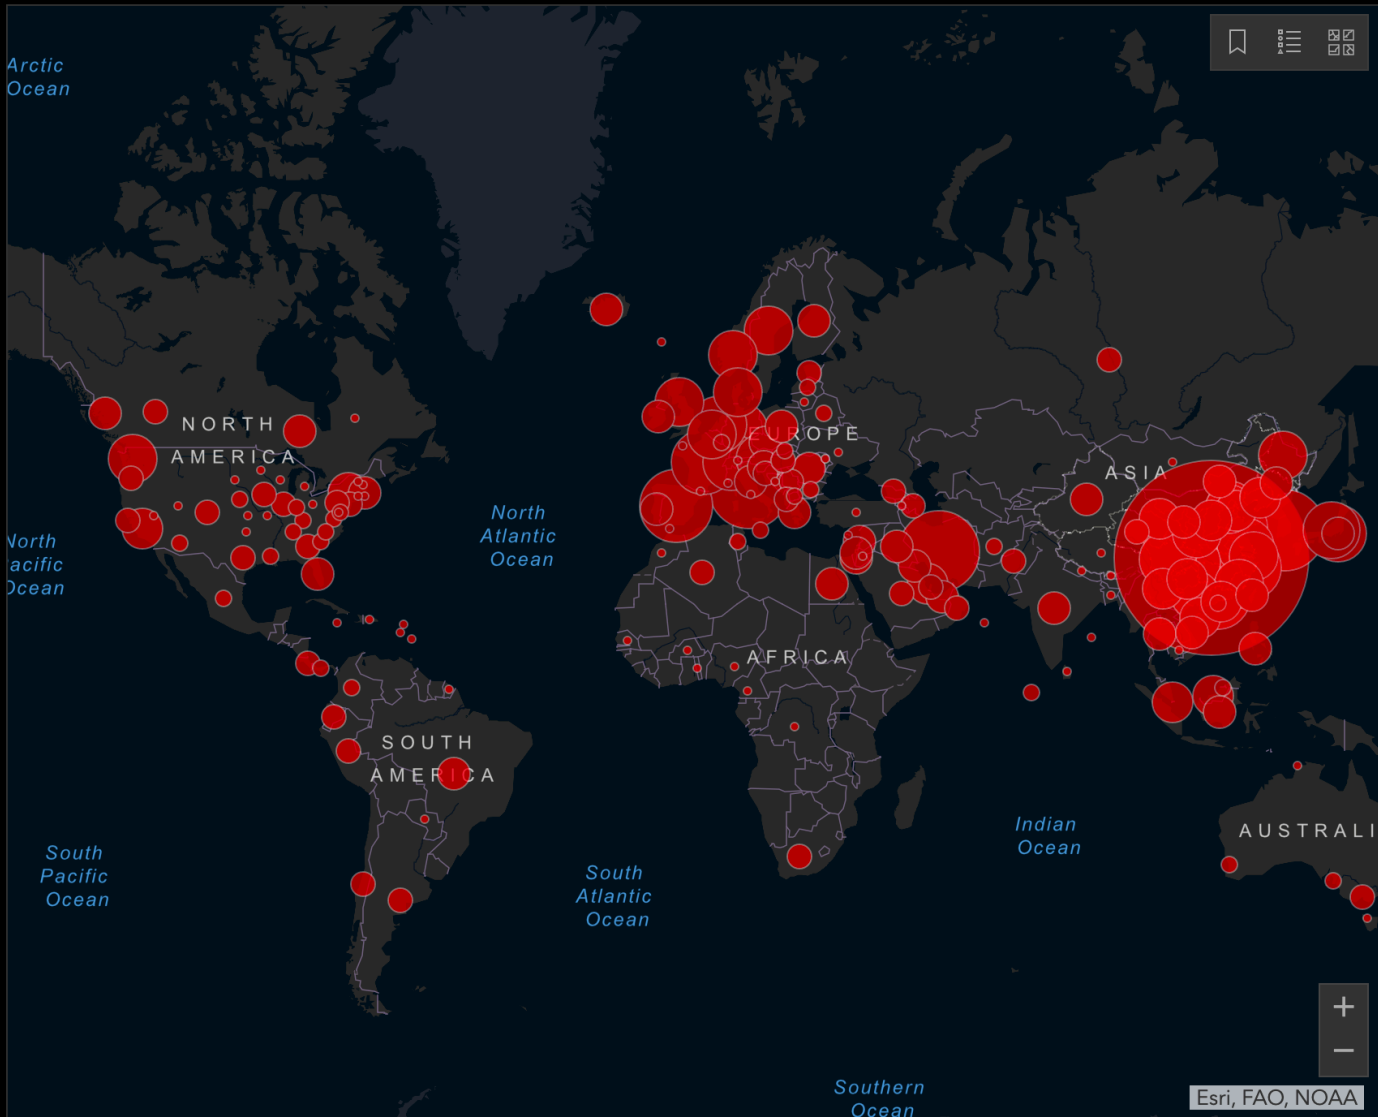 Arctic
Ocean
NORTH
AMERICA
EUROPE
ASIA
North
Atlantic
Ocean
North
acific
Ocean
AFRICA
SOUTH
AMERICA
Indian
Ocean
AUSTRALI
South
Pacific
Ocean
South
Atlantic
Ocean
Southern
Ocean
Esri, FAO, NOAA